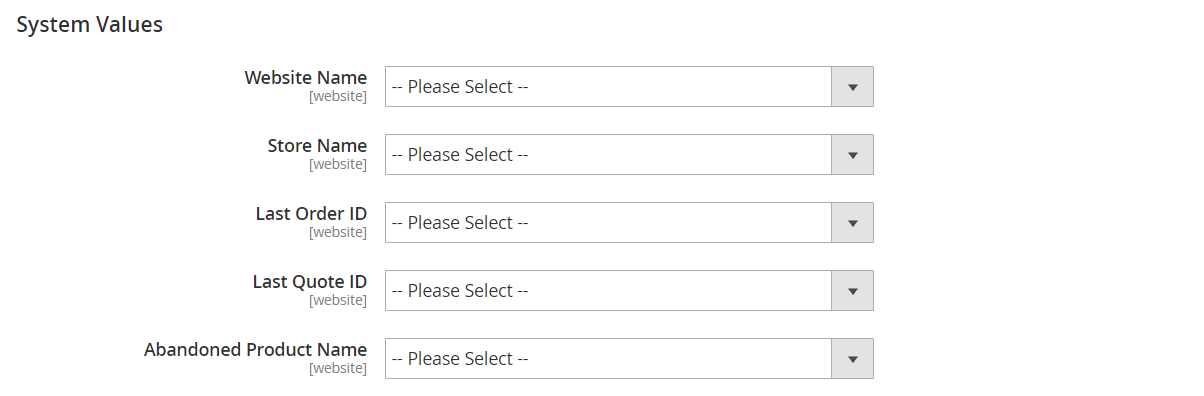 System Values
Website Name
[website]
-- Please Select --
Store Name
[website]
-- Please Select --
Last Order ID
[website]
-- Please Select --
Last Quote ID
[website]
-- Please Select --
Abandoned Product Name
[website]
-- Please Select --